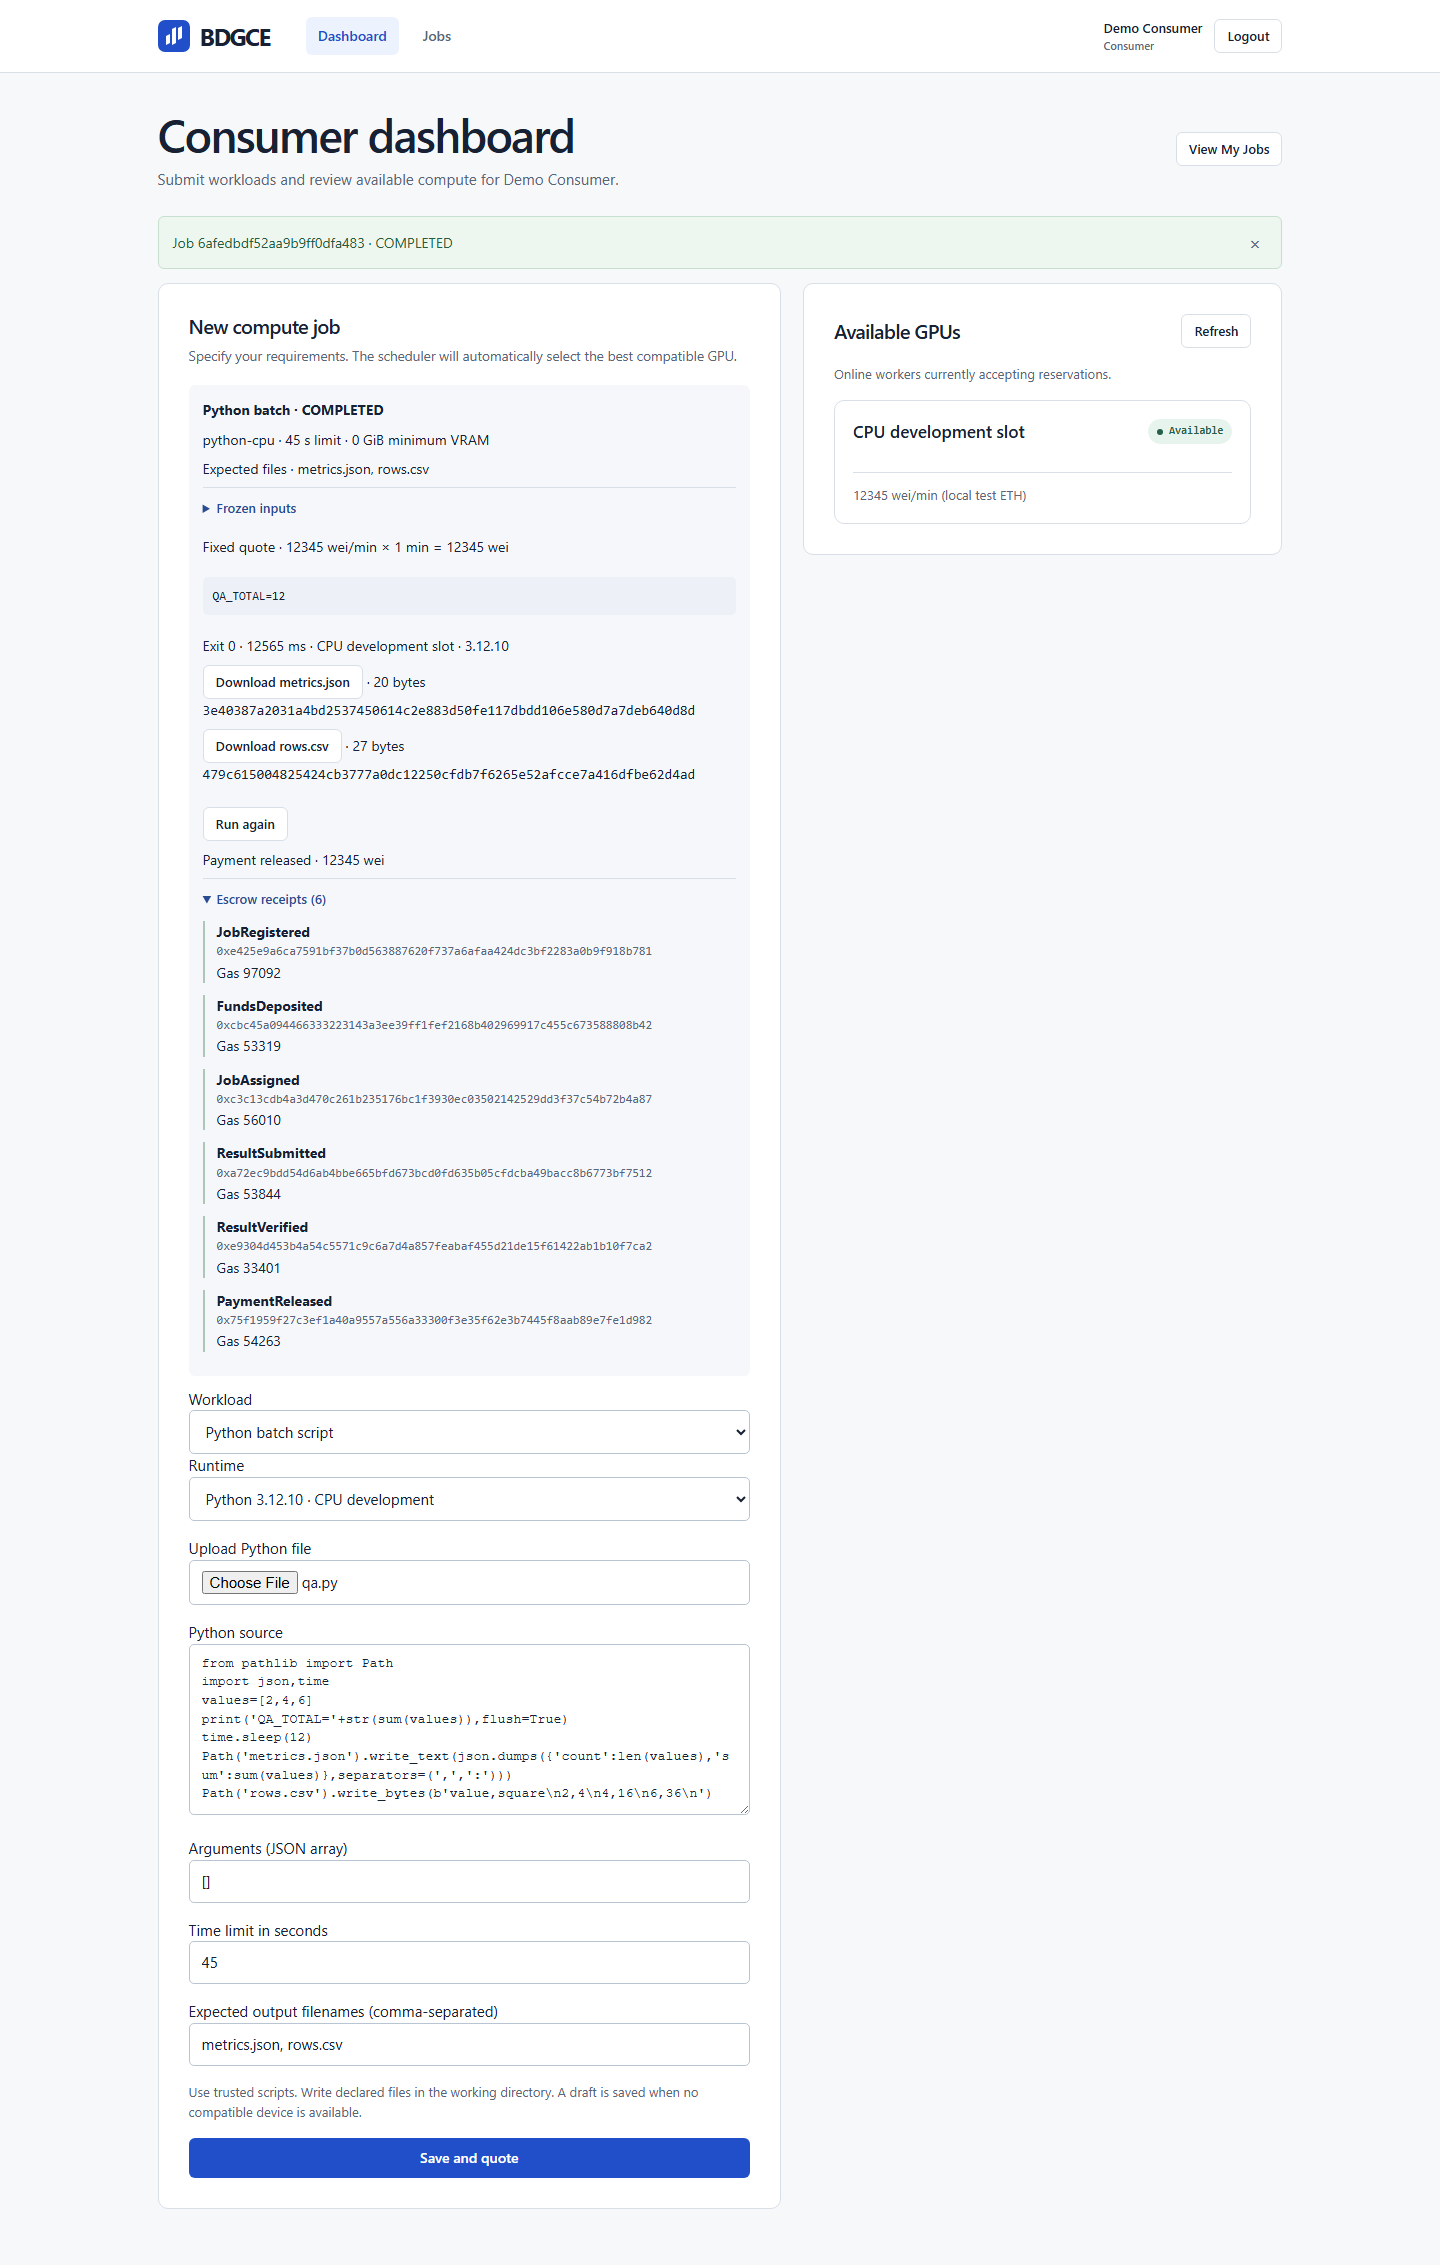 BDGCE
Dashboard
Jobs
Demo Consumer
Consumer
Logout
Consumer dashboard
Submit workloads and review available compute for Demo Consumer.
View My Jobs
Job 6afedbdf52aa9b9ff0dfa483 · COMPLETED
×
New compute job
Specify your requirements. The scheduler will automatically select the best compatible GPU.
Python batch · COMPLETED
python-cpu · 45 s limit · 0 GiB minimum VRAM
Expected files · metrics.json, rows.csv
Frozen inputs
Fixed quote · 12345 wei/min × 1 min = 12345 wei
QA_TOTAL=12
Exit 0 · 12565 ms · CPU development slot · 3.12.10
Download metrics.json · 20 bytes
3e40387a2031a4bd2537450614c2e883d50fe117dbdd106e580d7a7deb640d8d
Download rows.csv · 27 bytes
479c615004825424cb3777a0dc12250cfdb7f6265e52afcce7a416dfbe62d4ad
Run again
Payment released · 12345 wei
Escrow receipts (6)
JobRegistered
0xe425e9a6ca7591bf37b0d563887620f737a6afaa424dc3bf2283a0b9f918b781
Gas 97092
FundsDeposited
0xcbc45a094466333223143a3ee39ff1fef2168b402969917c455c673588808b42
Gas 53319
JobAssigned
0xc3c13cdb4a3d470c261b235176bc1f3930ec03502142529dd3f37c54b72b4a87
Gas 56010
ResultSubmitted
0xa72ec9bdd54d6ab4bbe665bfd673bcd0fd635b05cfdcba49bacc8b6773bf7512
Gas 53844
ResultVerified
0xe9304d453b4a54c5571c9c6a7d4a857feabaf455d21de15f61422ab1b10f7ca2
Gas 33401
PaymentReleased
0x75f1959f27c3ef1a40a9557a556a33300f3e35f62e3b7445f8aab89e7fe1d982
Gas 54263
Workload
Python batch script
Runtime
Python 3.12.10 · CPU development
Upload Python file
Choose File qa.py
Python source
from pathlib import Path
import json,time
values=[2,4,6]
print('QA_TOTAL='+str(sum(values)),flush=True)
time.sleep(12)
Path('metrics.json').write_text(json.dumps({'count':len(values),'s
um':sum(values)},separators=(',',':')))
Path('rows.csv').write_bytes(b'value,square\n2,4\n4,16\n6,36\n')
Arguments (JSON array)
[]
Time limit in seconds
45
Expected output filenames (comma-separated)
metrics.json, rows.csv
Use trusted scripts. Write declared files in the working directory. A draft is saved when no
compatible device is available.
Save and quote
Available GPUs
Refresh
Online workers currently accepting reservations.
CPU development slot
Available
12345 wei/min (local test ETH)